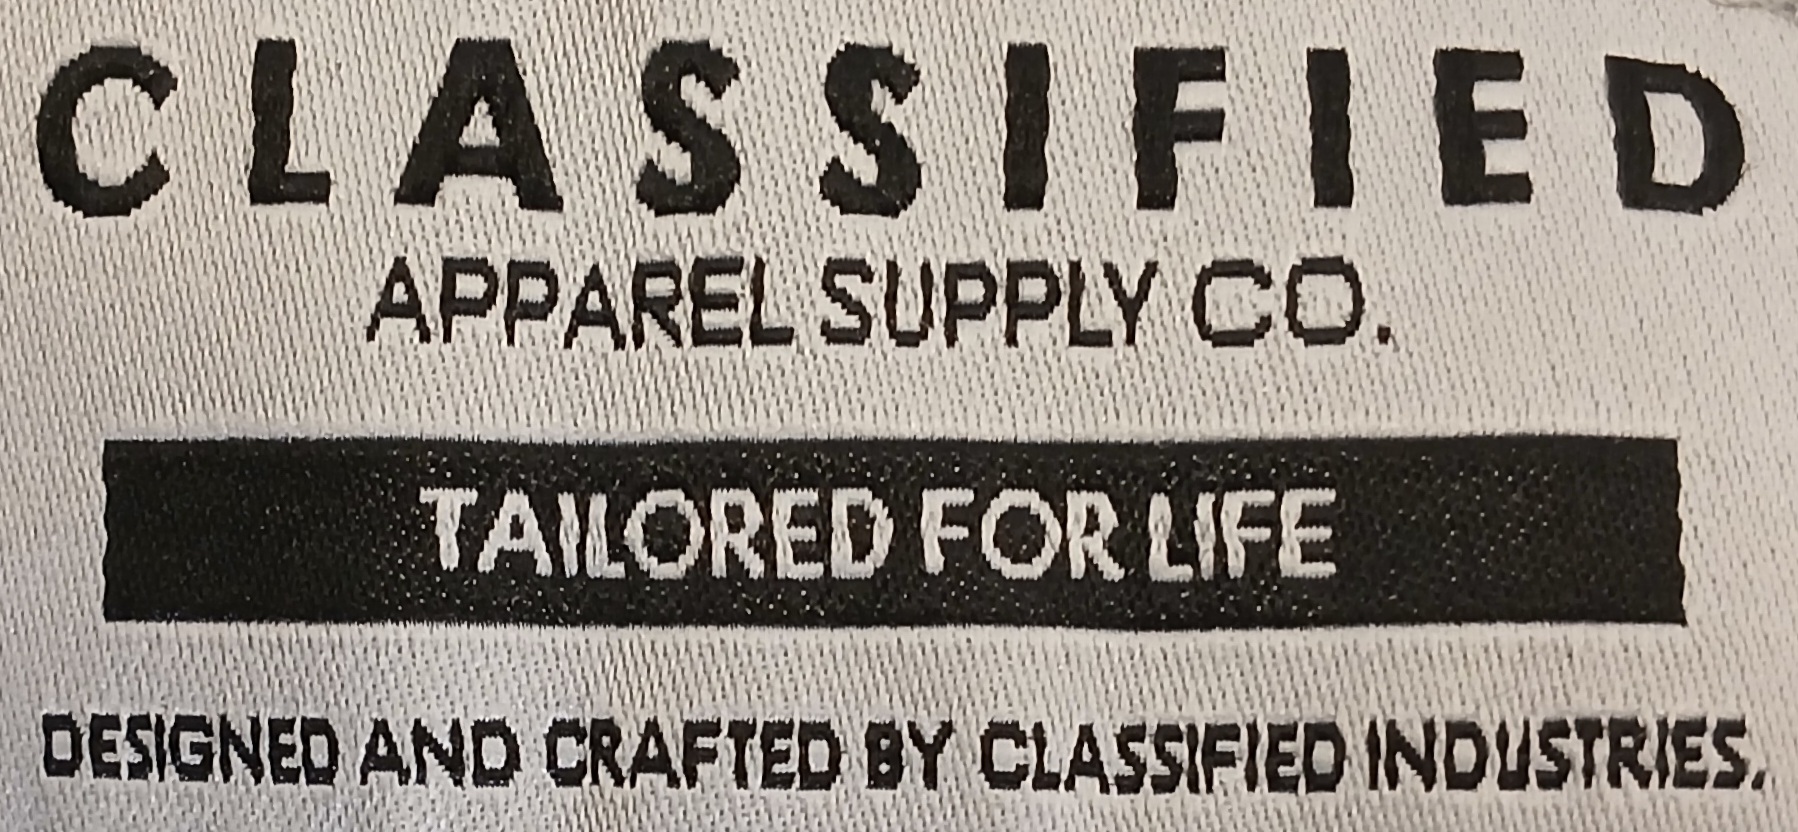 CLASSIFIED
APPAREL SUPPLY CO.
TAILORED FOR LIFE
DESIGNED AND CRAFTED BY CLASSIFIED INDUSTRIES.